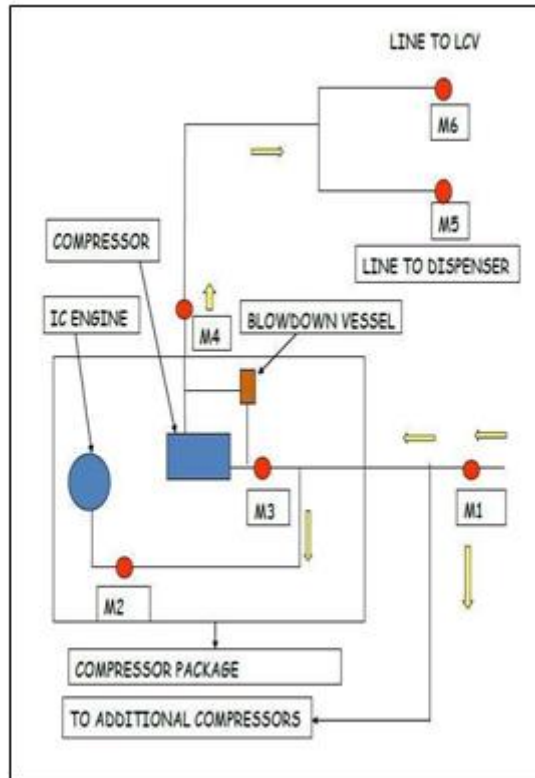 LINE TO LCV
M6
M5
COMPRESSOR
LINE TO DISPENSER
IC ENGINE
M4
BLOWDOWN VESSEL
M3
M1
M2
COMPRESSOR PACKAGE
TO ADDITIONAL COMPRESSORS